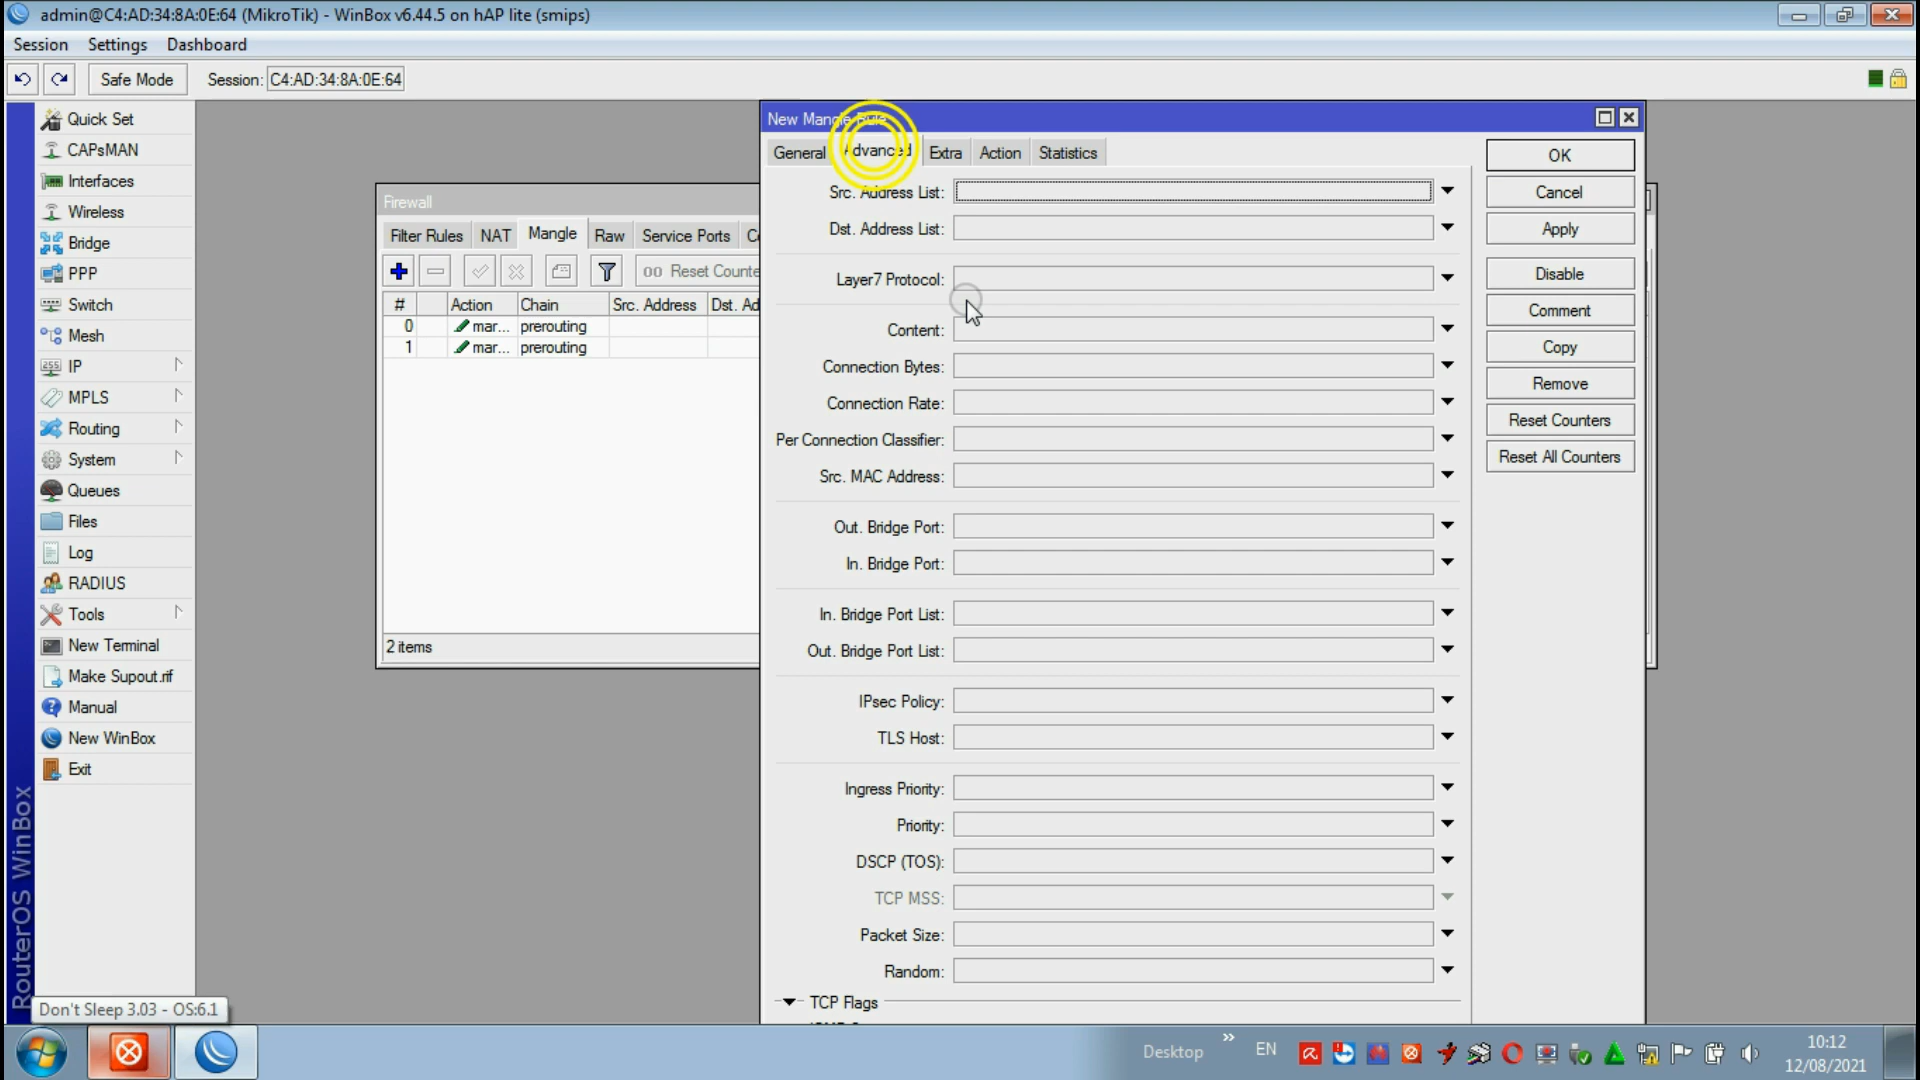 admin@C4:AD:34:8A:0E:64 (MikroTik) - WinBox v6.44.5 on hAP lite (smips)
Session Settings Dashboard
Safe Mode Session: C4:AD:34:8A:0E:64
Quick Set
CAPsMAN
Interfaces
Wireless
Bridge
PPP
Switch
Mesh
IP
MPLS
Routing
System
Queues
Files
Log
RADIUS
Tools
New Terminal
Make Supout.rif
Manual
New WinBox
Exit
RouterOS WinBox
Don't Sleep 3.03 - OS:6.1
Firewall
Filter Rules NAT Mangle Raw Service Ports
00 Reset Counte
# Action Chain Src. Address Dst. Ad
0 mar... prerouting
1 mar... prerouting
2 items
New Mangle Rule
General Advanced Extra Action Statistics
Src. Address List:
Dst. Address List:
Layer7 Protocol:
Content:
Connection Bytes:
Connection Rate:
Per Connection Classifier:
Src. MAC Address:
Out. Bridge Port:
In. Bridge Port:
In. Bridge Port List:
Out. Bridge Port List:
IPsec Policy:
TLS Host:
Ingress Priority:
Priority:
DSCP (TOS):
TCP MSS:
Packet Size:
Random:
TCP Flags
OK
Cancel
Apply
Disable
Comment
Copy
Remove
Reset Counters
Reset All Counters
Desktop » EN
10:12
12/08/2021